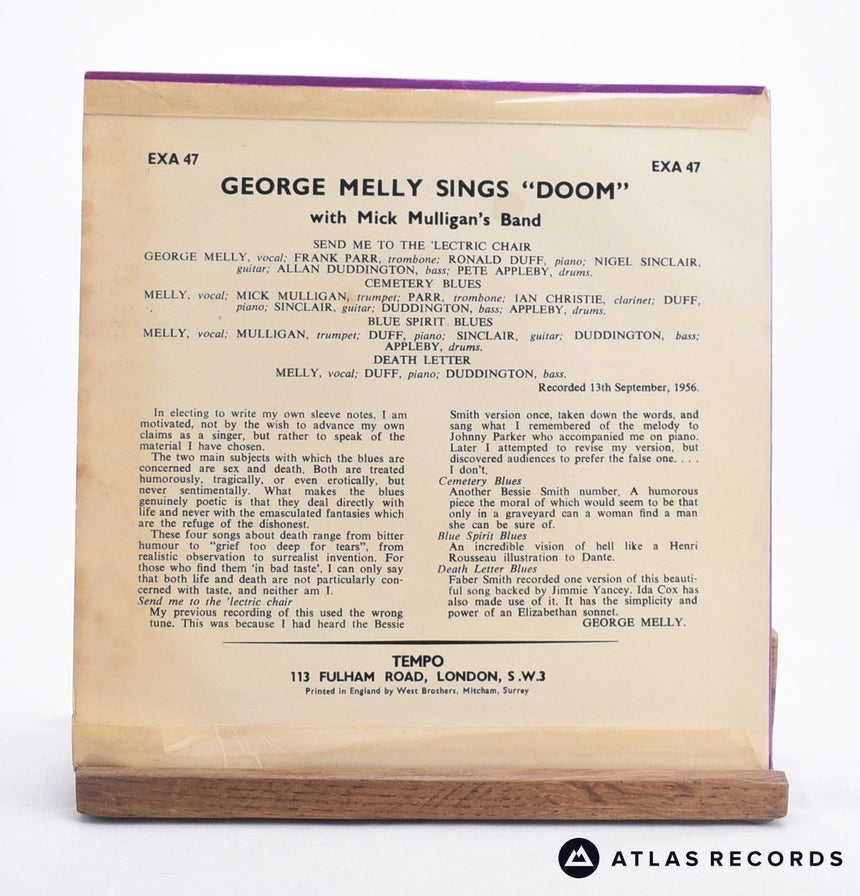 EXA 47
EXA 47
GEORGE MELLY SINGS "DOOM"
with Mick Mulligan's Band
SEND ME TO THE 'LECTRIC CHAIR
GEORGE MELLY, vocal; FRANK PARR, trombone; RONALD DUFF, piano; NIGEL SINCLAIR,
guitar; ALLAN DUDDINGTON, bass; PETE APPLEBY, drums.
CEMETERY BLUES
MELLY, vocal; MICK MULLIGAN, trumpet; PARR, trombone; IAN CHRISTIE, clarinet; DUFF,
piano; SINCLAIR, guitar; DUDDINGTON, bass; APPLEBY, drums.
BLUE SPIRIT BLUES
MELLY, vocal; MULLIGAN, trumpet; DUFF, piano; SINCLAIR, guitar; DUDDINGTON, bass;
APPLEBY, drums.
DEATH LETTER
MELLY, vocal; DUFF, piano; DUDDINGTON, bass.
Recorded 13th September, 1956.
In electing to write my own sleeve notes, I am
motivated, not by the wish to advance my own
claims as a singer, but rather to speak of the
material I have chosen.
The two main subjects with which the blues are
concerned are sex and death. Both are treated
humorously, tragically, or even erotically, but
never sentimentally. What makes the blues
genuinely poetic is that they deal directly with
life and never with the emasculated fantasies which
are the refuge of the dishonest.
These four songs about death range from bitter
humour to "grief too deep for tears", from
realistic observation to surrealist invention. For
those who find them 'in bad taste', I can only say
that both life and death are not particularly con-
cerned with taste, and neither am I.
Send me to the 'lectric chair
My previous recording of this used the wrong
tune. This was because I had heard the Bessie
Smith version once, taken down the words, and
sang what I remembered of the melody to
Johnny Parker who accompanied me on piano.
Later I attempted to revise my version, but
discovered audiences to prefer the false one. . . .
I don't.
Cemetery Blues
Another Bessie Smith number. A humorous
piece the moral of which would seem to be that
only in a graveyard can a woman find a man
she can be sure of.
Blue Spirit Blues
An incredible vision of hell like a Henri
Rousseau illustration to Dante.
Death Letter Blues
Faber Smith recorded one version of this beauti-
ful song backed by Jimmie Yancey. Ida Cox has
also made use of it. It has the simplicity and
power of an Elizabethan sonnet.
GEORGE MELLY.
TEMPO
113 FULHAM ROAD, LONDON, S.W.3
Printed in England by West Brothers, Mitcham, Surrey
ATLAS RECORDS